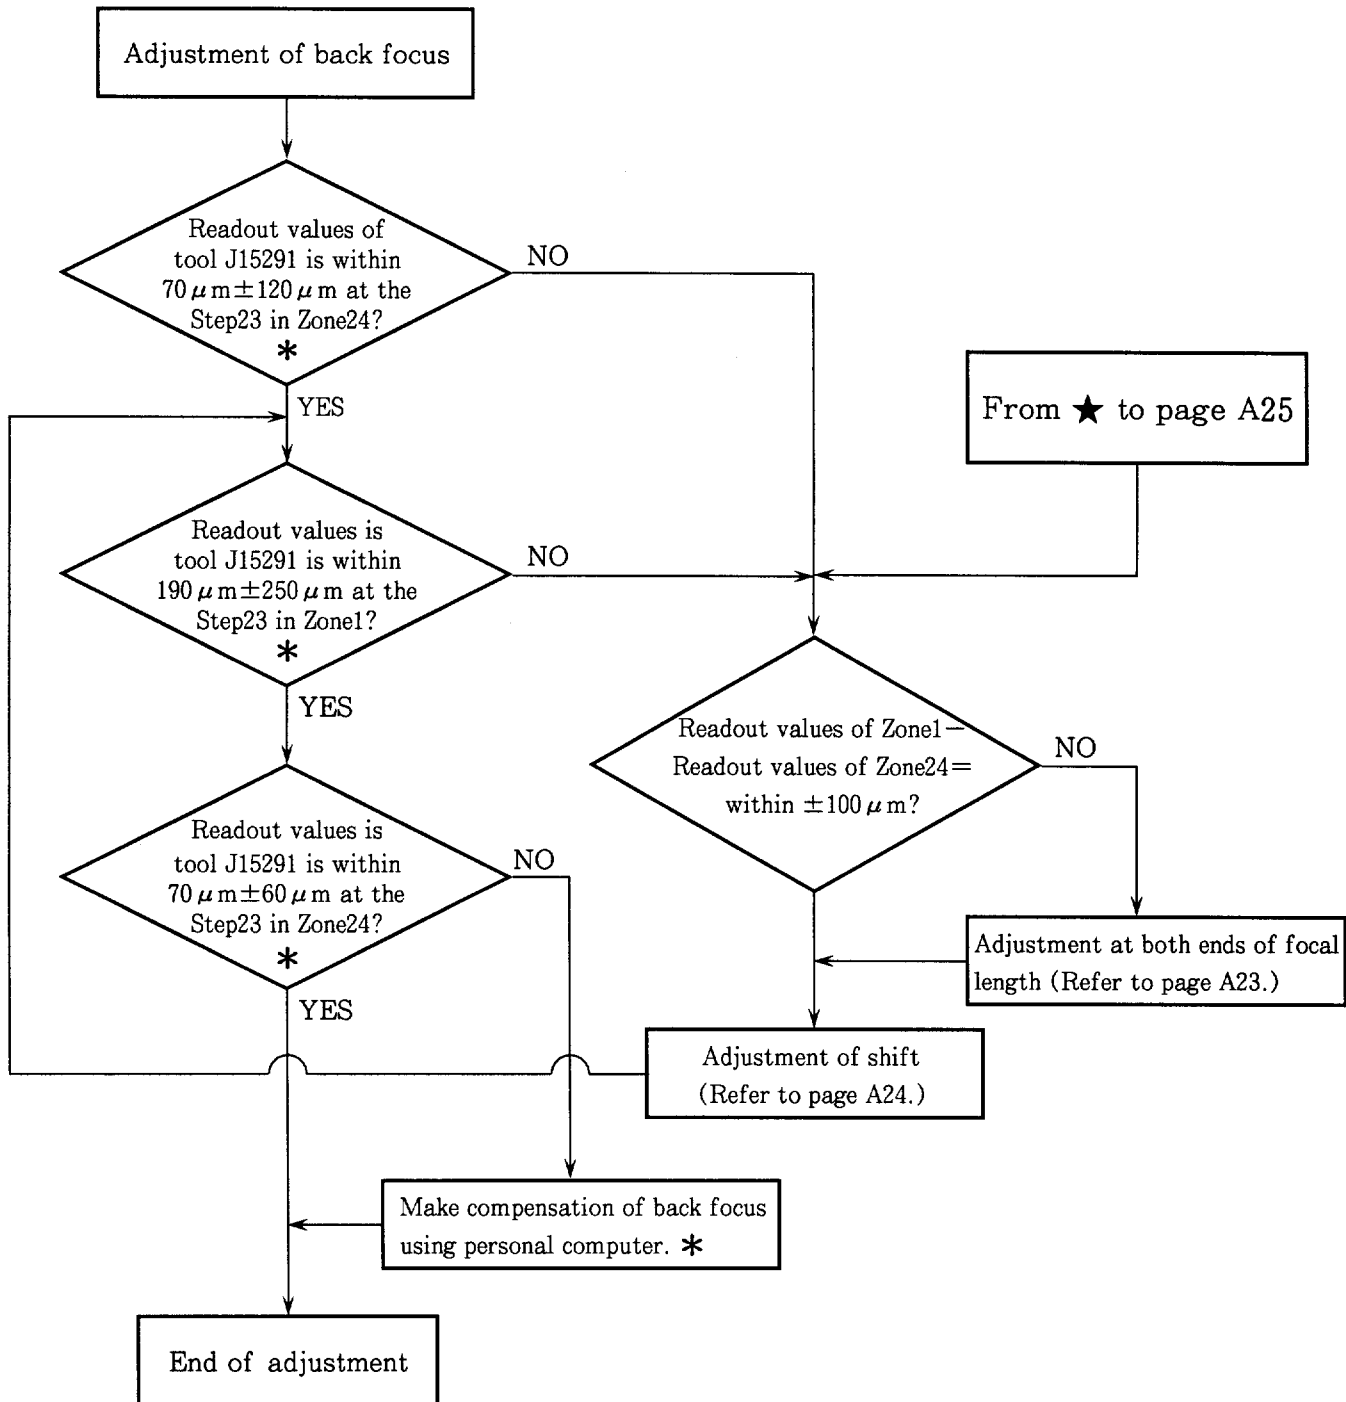 Adjustment of back focus
Readout values of
tool J15291 is within
70μm±120μm at the
Step23 in Zone24?
*
NO
YES
From ★ to page A25
Readout values is
tool J15291 is within
190μm±250μm at the
Step23 in Zone1?
*
NO
YES
Readout values of Zone1−
Readout values of Zone24=
within ±100μm?
NO
Readout values is
tool J15291 is within
70μm±60μm at the
Step23 in Zone24?
*
NO
YES
Adjustment at both ends of focal
length (Refer to page A23.)
Adjustment of shift
(Refer to page A24.)
Make compensation of back focus
using personal computer. *
End of adjustment